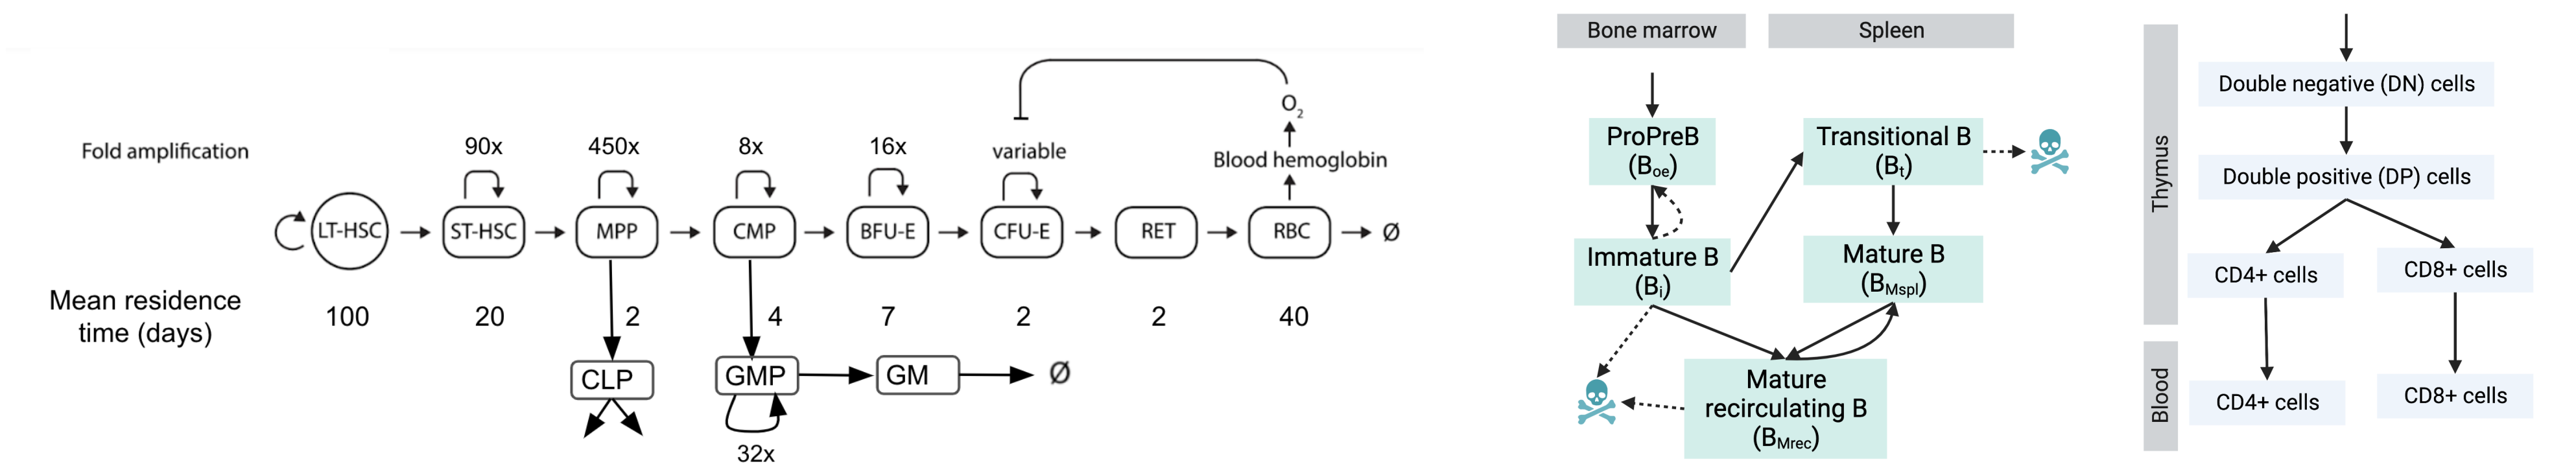 Fold amplification
90x
450x
8x
16x
variable
O2
Blood hemoglobin
LT-HSC
ST-HSC
MPP
CMP
BFU-E
CFU-E
RET
RBC
Ø
Mean residence
time (days)
100
20
2
4
7
2
2
40
CLP
GMP
GM
Ø
32x
Bone marrow
Spleen
ProPreB
(Boe)
Transitional B
(Bt)
Immature B
(Bi)
Mature B
(BMspl)
Mature
recirculating B
(BMrec)
Thymus
Double negative (DN) cells
Double positive (DP) cells
CD4+ cells
CD8+ cells
Blood
CD4+ cells
CD8+ cells